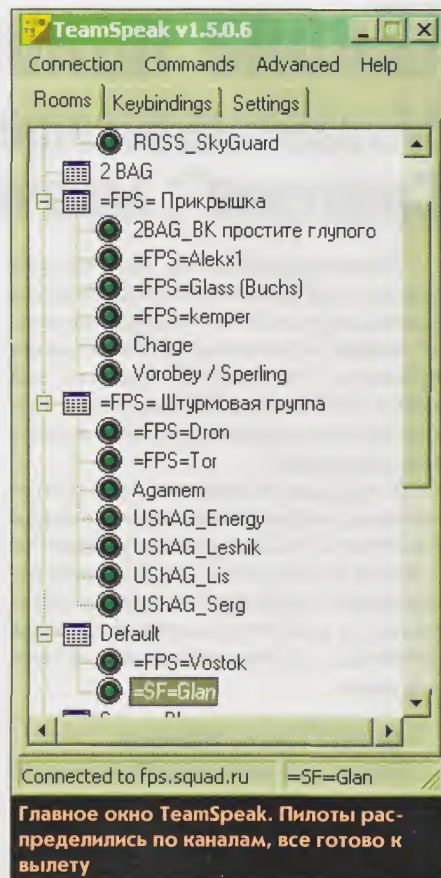 TeamSpeak v1.5.0.6
Connection Commands Advanced Help
Rooms Keybindings Settings
ROSS_SkyGuard
2 BAG
=FPS= Прикрышка
2BAG_BK простите глупого
=FPS=Alekx1
=FPS=Glass (Buchs)
=FPS=kemper
Charge
Vorobey / Sperling
=FPS= Штурмовая группа
=FPS=Dron
=FPS=Tor
Agamem
UShAG_Energy
UShAG_Leshik
UShAG_Lis
UShAG_Serg
Default
=FPS=Vostok
=SF=Glan
Connected to fps.squad.ru =SF=Glan
Главное окно TeamSpeak. Пилоты рас-
пределились по каналам, все готово к
вылету